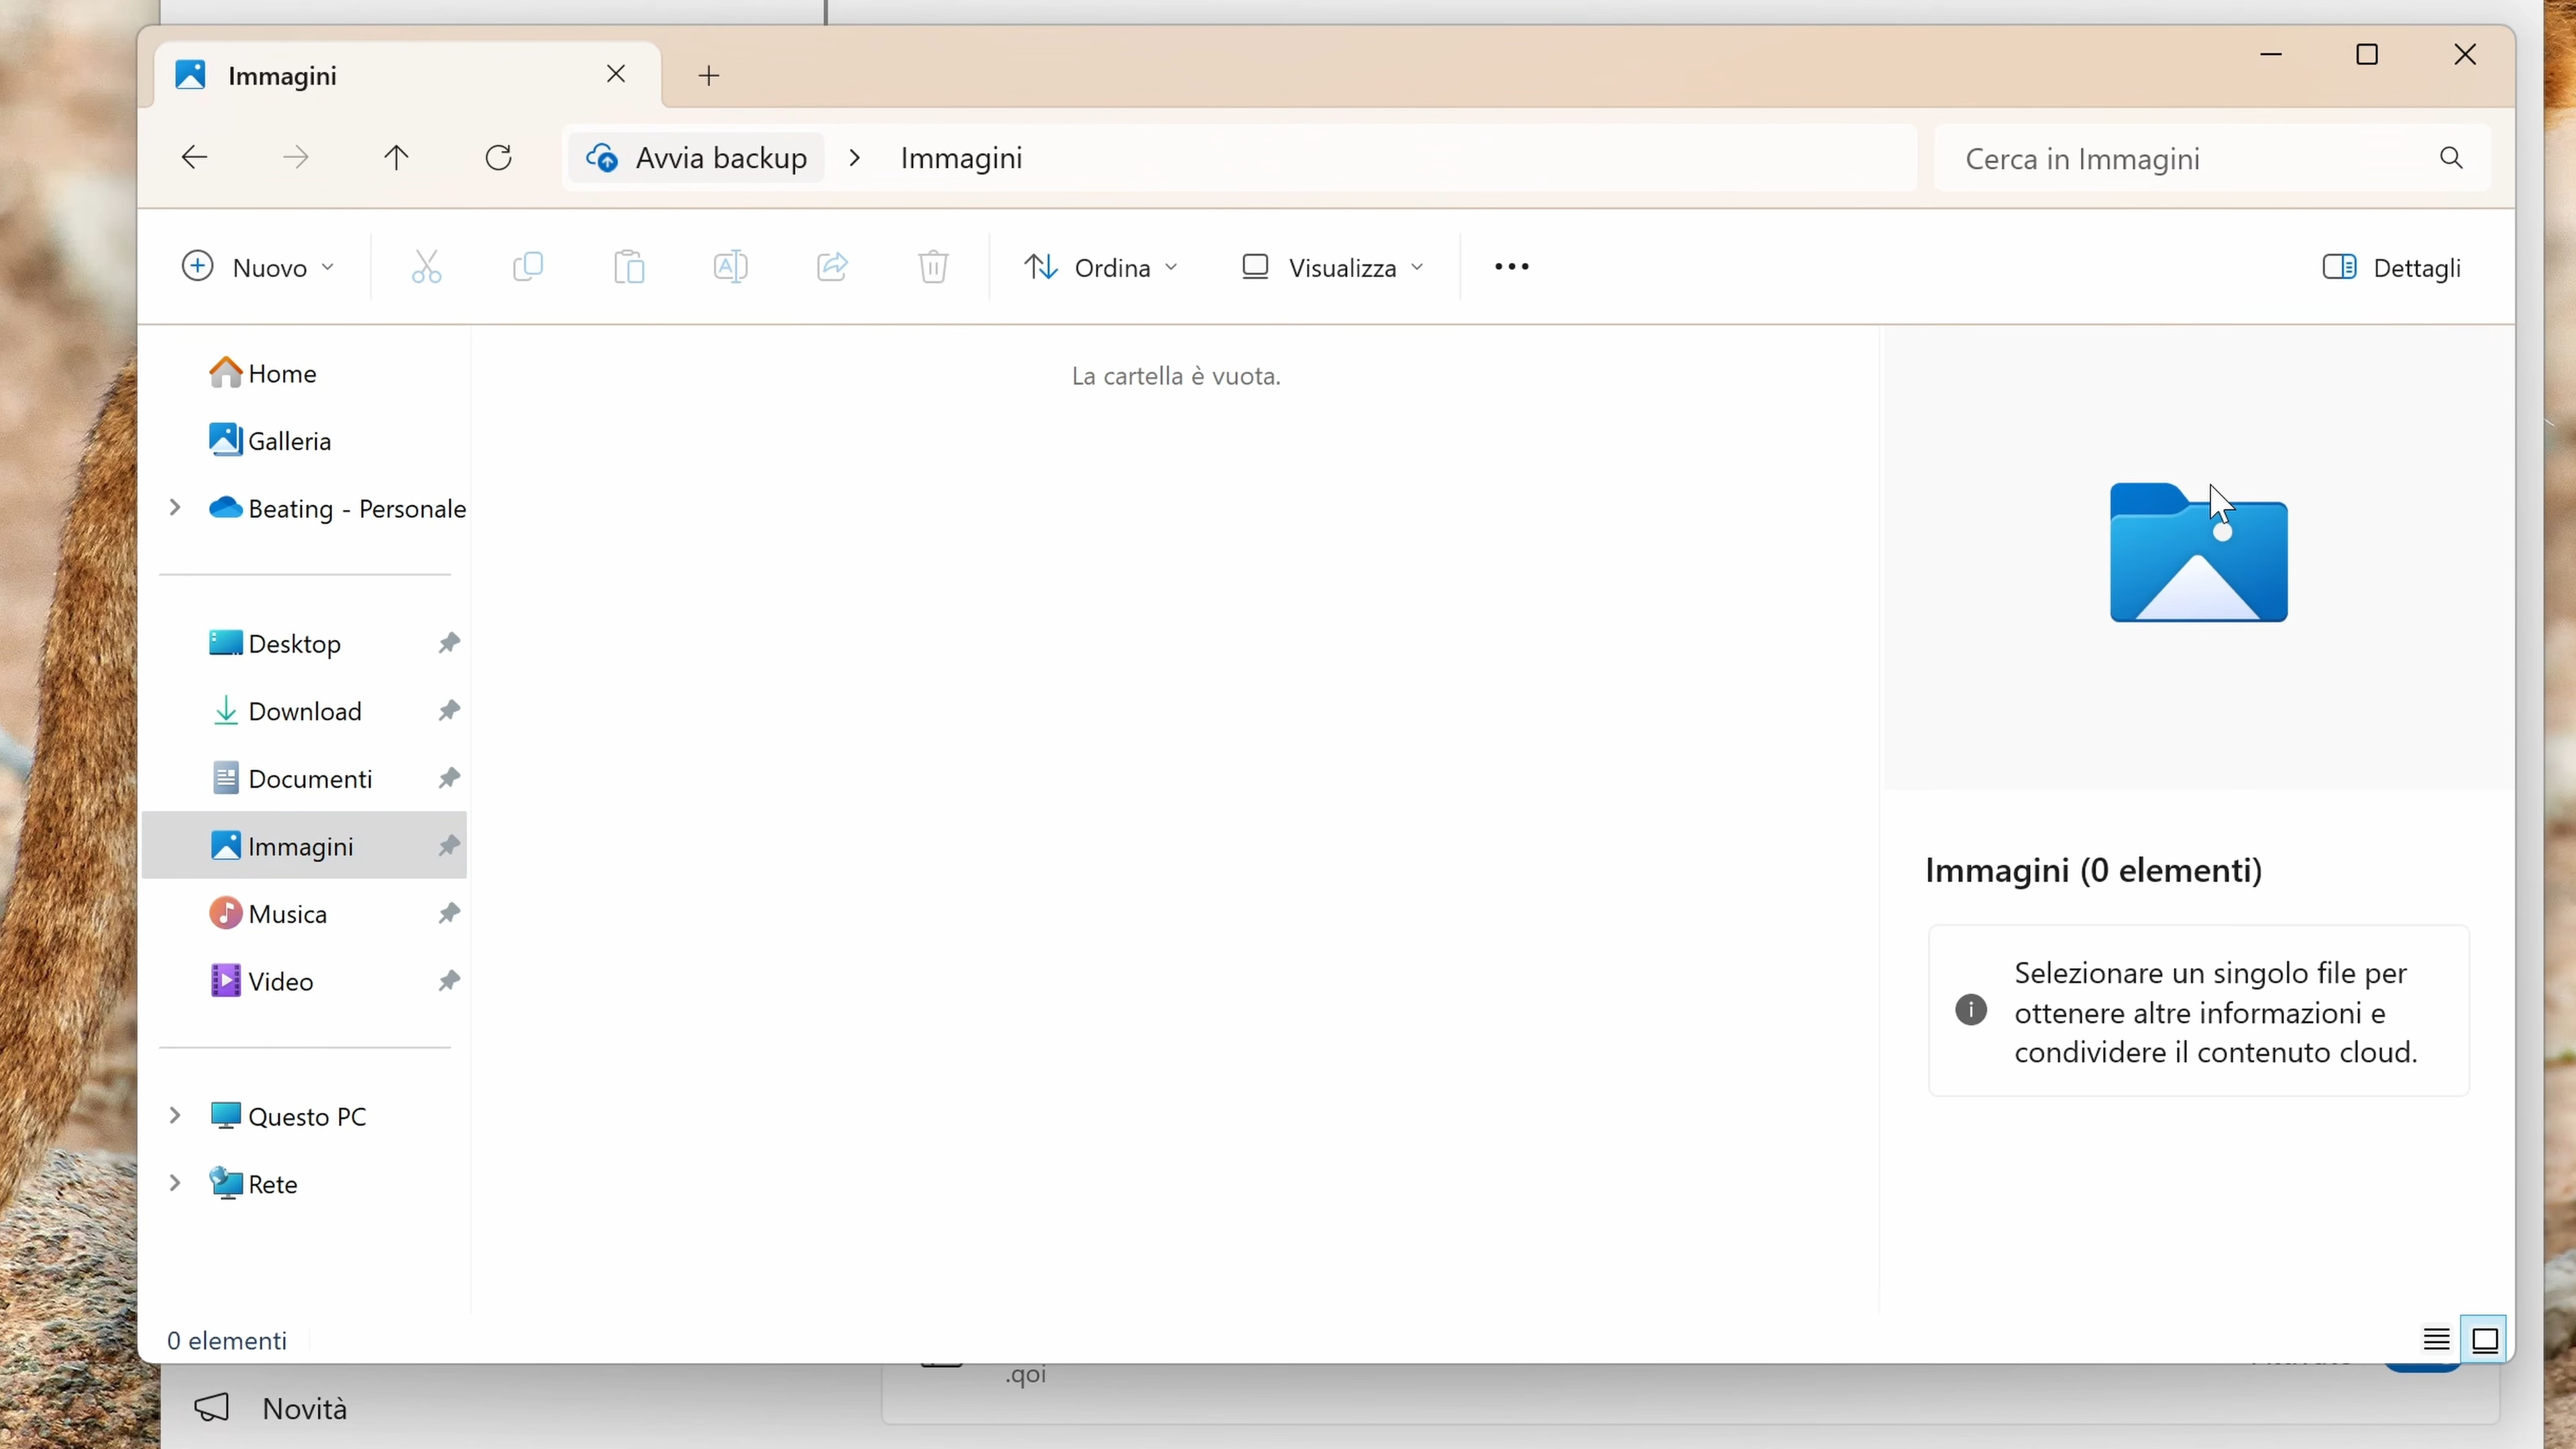 Immagini
Avvia backup
Immagini
Cerca in Immagini
Nuovo
Ordina
Visualizza
Dettagli
Home
Galleria
Beating - Personale
Desktop
Download
Documenti
Immagini
Musica
Video
Questo PC
Rete
La cartella è vuota.
Immagini (0 elementi)
Selezionare un singolo file per
ottenere altre informazioni e
condividere il contenuto cloud.
0 elementi
.qoi
Novità